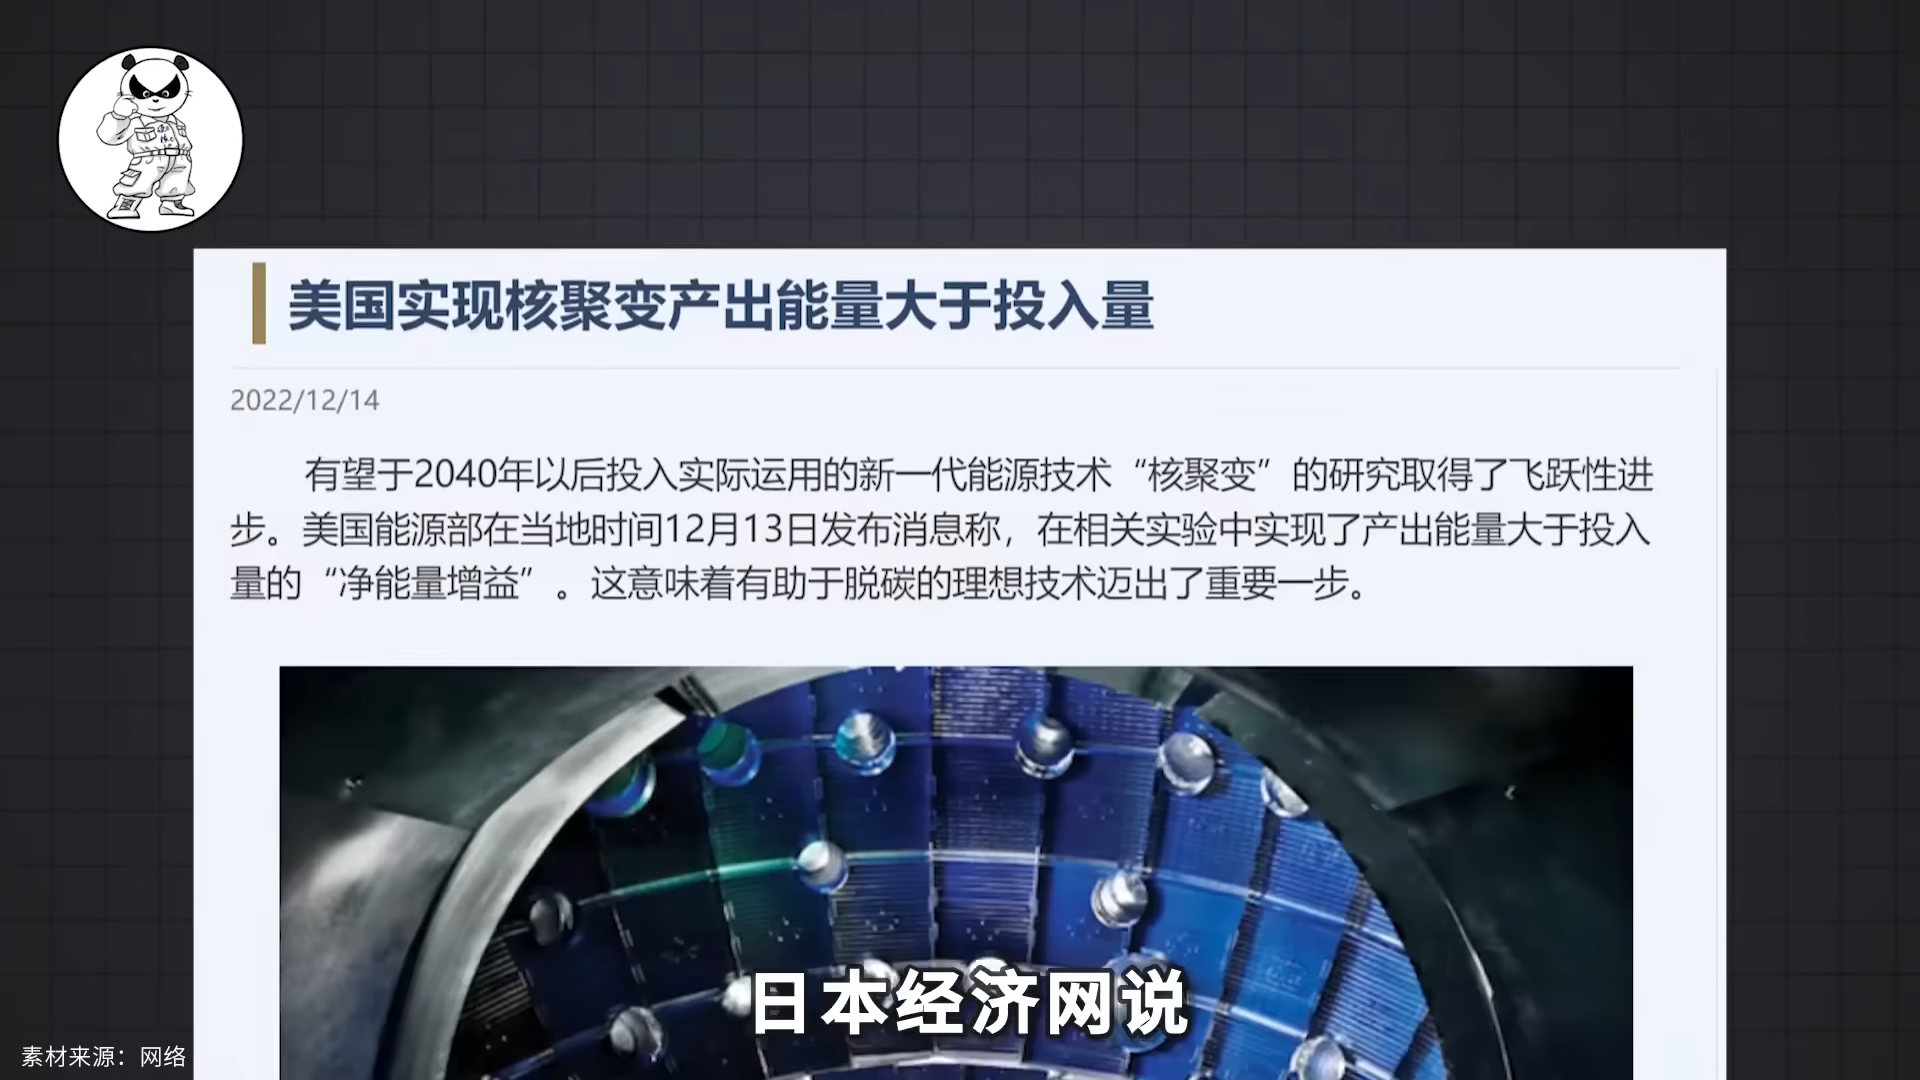 美国实现核聚变产出能量大于投入量
2022/12/14
有望于2040年以后投入实际运用的新一代能源技术“核聚变”的研究取得了飞跃性进
步。美国能源部在当地时间12月13日发布消息称，在相关实验中实现了产出能量大于投入
量的“净能量增益”。这意味着有助于脱碳的理想技术迈出了重要一步。
日本经济网说
素材来源：网络